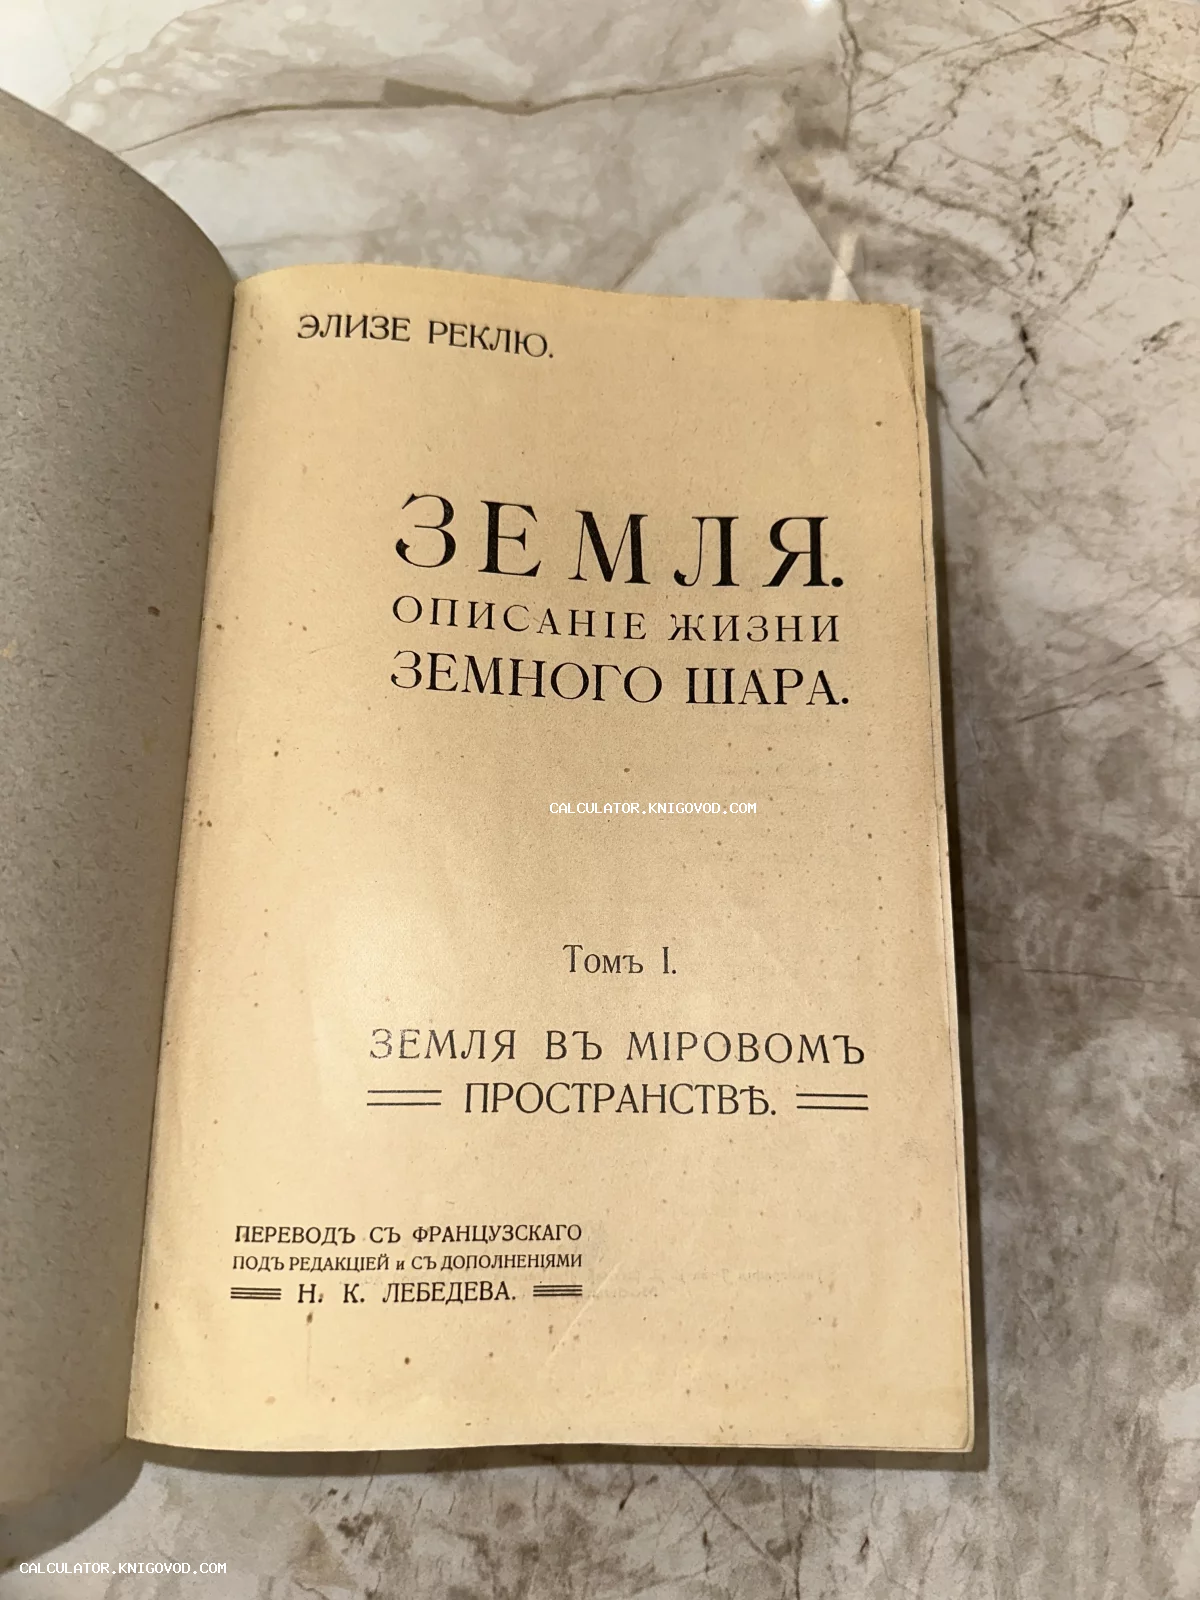 ЭЛИЗЕ РЕКЛЮ.
ЗЕМЛЯ.
ОПИСАНІЕ ЖИЗНИ
ЗЕМНОГО ШАРА.
CALCULATOR.KNIGOVOD.COM
Томъ I.
ЗЕМЛЯ ВЪ МІРОВОМЪ
ПРОСТРАНСТВѢ.
ПЕРЕВОДЪ СЪ ФРАНЦУЗСКАГО
ПОДЪ РЕДАКЦІЕЙ и СЪ ДОПОЛНЕНІЯМИ
Н. К. ЛЕБЕДЕВА.
CALCULATOR.KNIGOVOD.COM